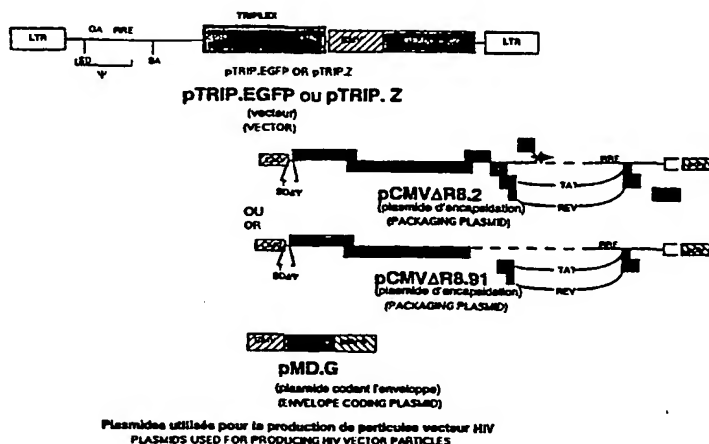 TRIPLEX
LTR
GA RRE
SD
SA
Ψ
LTR
pTRIP.EGFP OR pTRIP.Z
pTRIP.EGFP OU pTRIP. Z
(vecteur)
(VECTOR)
RRE
TAT
REV
pCMVΔR8.2
(plasmide d'encapsidation)
(PACKAGING PLASMID)
OU
OR
RRE
TAT
REV
pCMVΔR8.91
(plasmide d'encapsidation)
(PACKAGING PLASMID)
pMD.G
(plasmide codant l'enveloppe)
(ENVELOPE CODING PLASMID)
Plasmides utilisés pour la production de particules vecteur HIV
PLASMIDS USED FOR PRODUCING HIV VECTOR PARTICLES